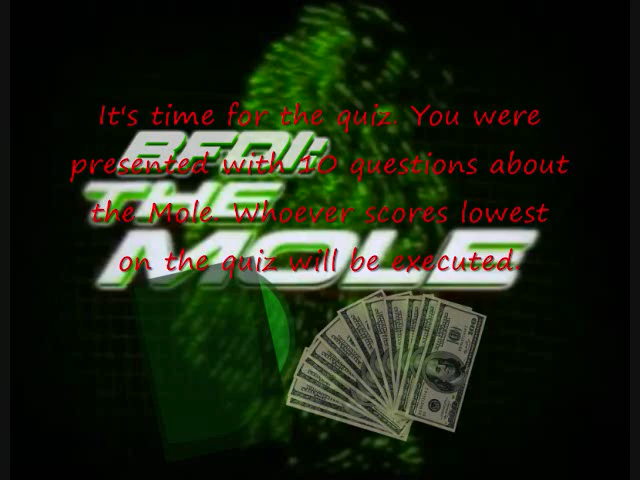 It's time for the quiz. You were
presented with 10 questions about
the Mole. Whoever scores lowest
on the quiz will be executed.
BFDI:
THE
MOLE